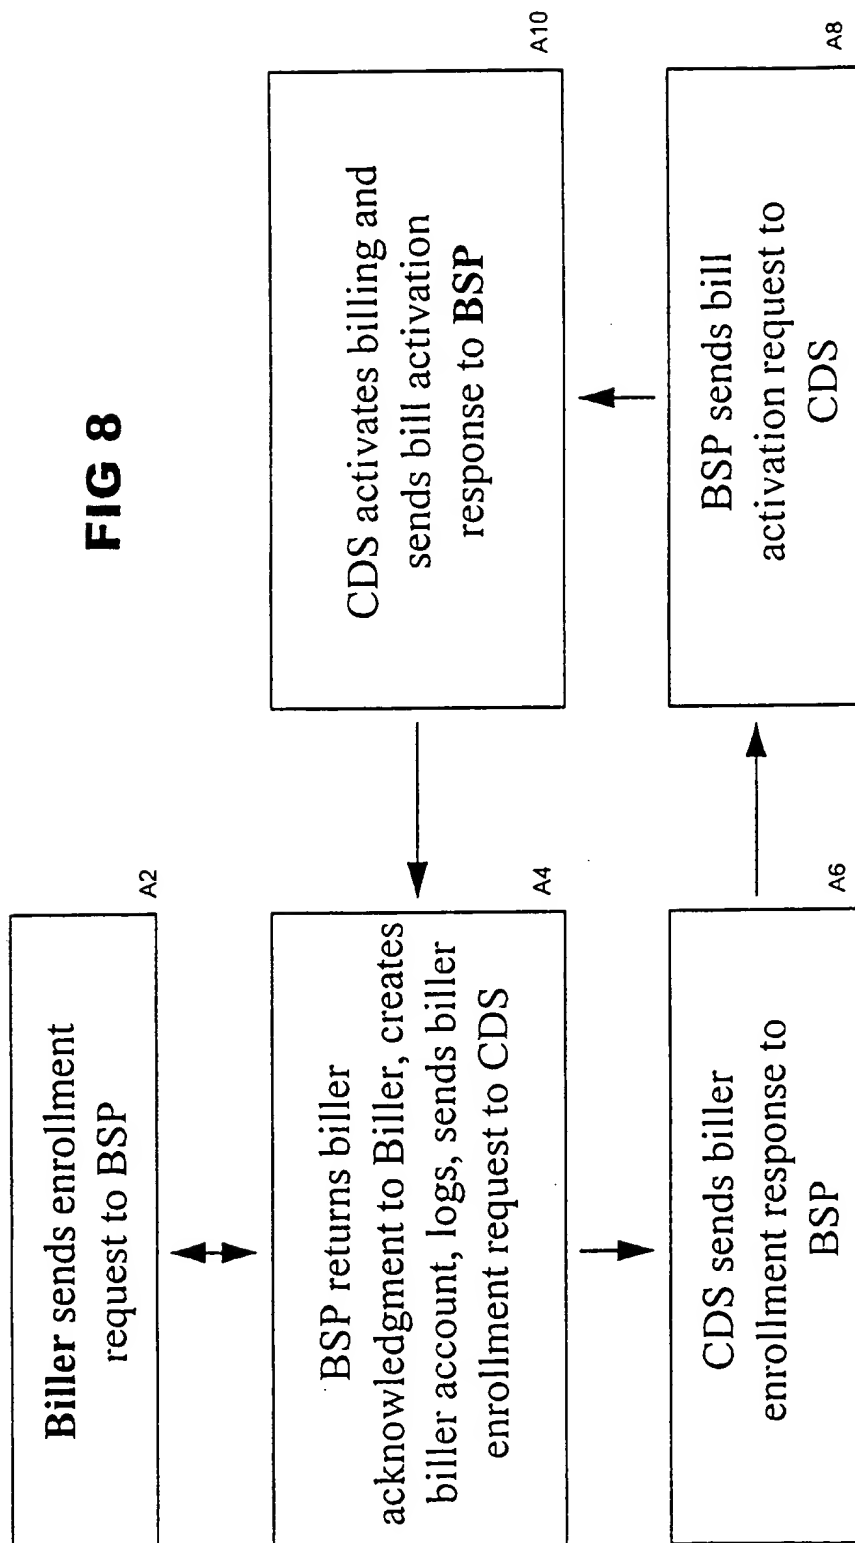 FIG 8
Biller sends enrollment
request to BSP
A2
BSP returns biller
acknowledgment to Biller, creates
biller account, logs, sends biller
enrollment request to CDS
A4
CDS sends biller
enrollment response to
BSP
A6
BSP sends bill
activation request to
CDS
A8
CDS activates billing and
sends bill activation
response to BSP
A10